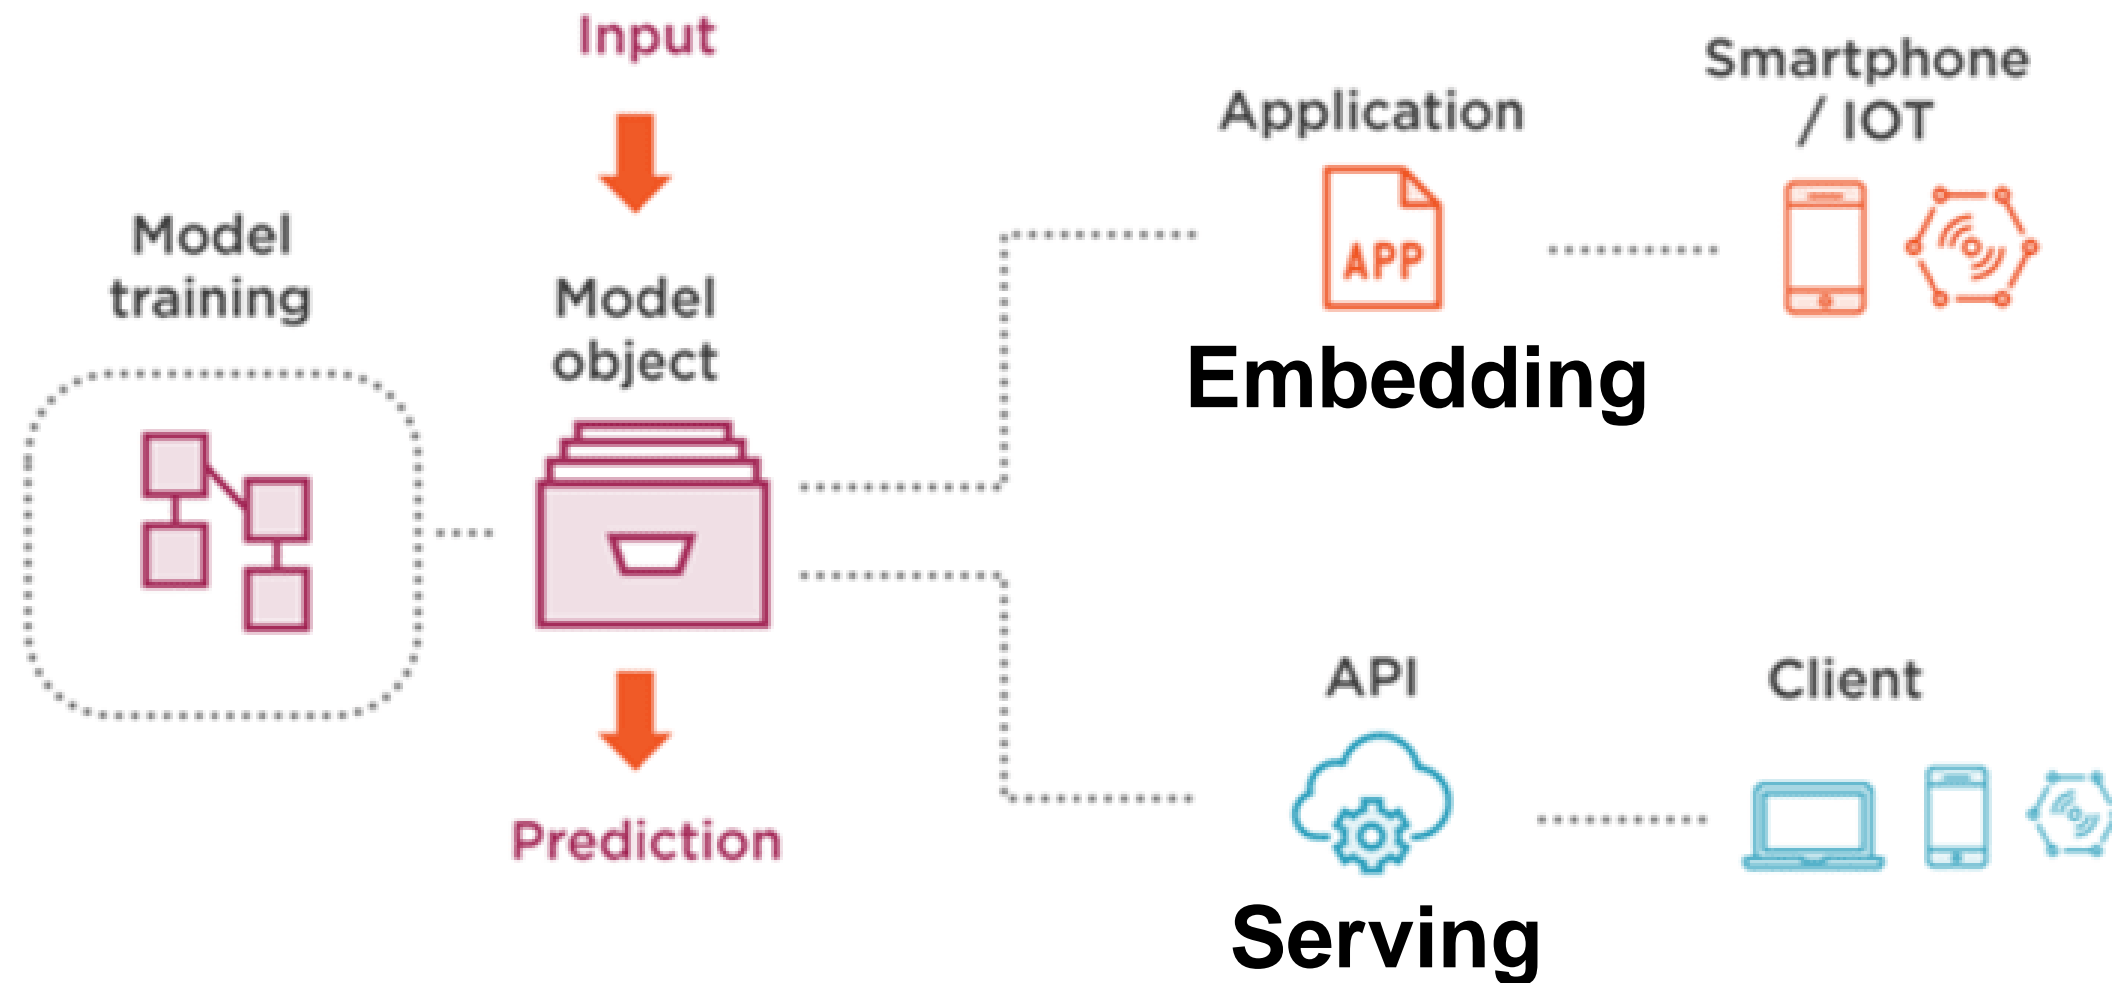 Input
Model
training
Model
object
Prediction
Application
APP
Embedding
Smartphone
/ IOT
API
Serving
Client